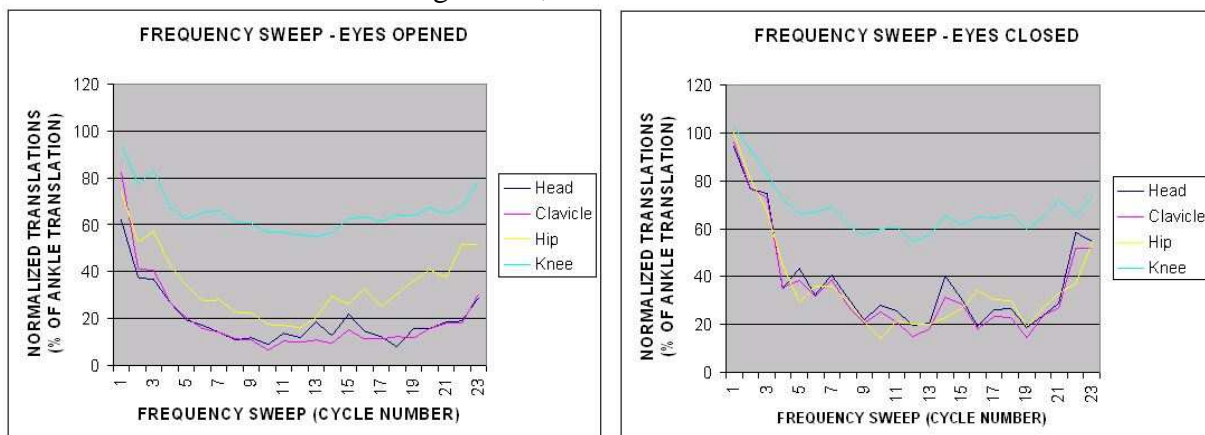 FREQUENCY SWEEP - EYES OPENED
NORMALIZED TRANSLATIONS
(% OF ANKLE TRANSLATION)
120
100
80
60
40
20
0
1
3
5
7
9
11
13
15
17
19
21
23
FREQUENCY SWEEP (CYCLE NUMBER)
Head
Clavicle
Hip
Knee
FREQUENCY SWEEP - EYES CLOSED
NORMALIZED TRANSLATIONS
(% OF ANKLE TRANSLATION)
120
100
80
60
40
20
0
1
3
5
7
9
11
13
15
17
19
21
23
FREQUENCY SWEEP (CYCLE NUMBER)
Head
Clavicle
Hip
Knee